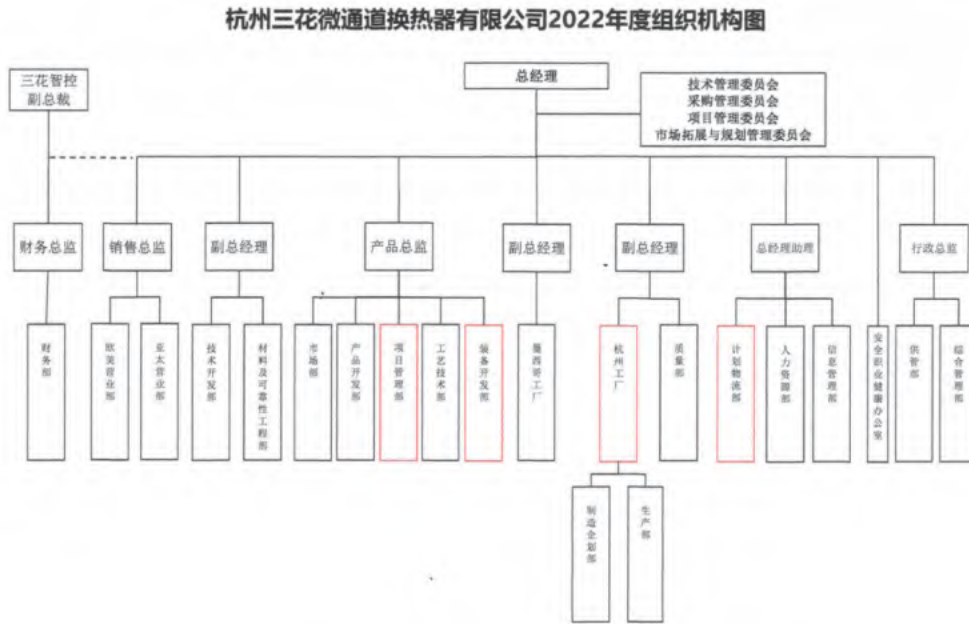 杭州三花微通道换热器有限公司2022年度组织机构图
三花智控
副总裁
总经理
技术管理委员会
采购管理委员会
项目管理委员会
市场拓展与规划管理委员会
财务总监
销售总监
副总经理
产品总监
副总经理
副总经理
总经理助理
行政总监
财务部
欧美营业部
亚太营业部
技术开发部
材料及可靠性工程部
市场部
产品开发部
项目管理部
工艺技术部
装备开发部
墨西哥工厂
杭州工厂
质量部
计划物流部
人力资源部
信息管理部
安全职业健康办公室
供管部
综合管理部
制造企划部
生产部